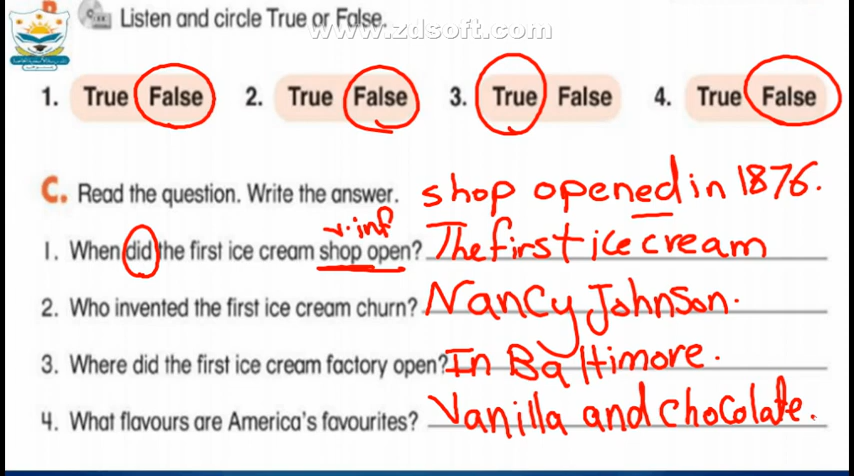 B Listen and circle True or False.
www.zdsoft.com
1. True False 2. True False 3. True False 4. True False
C. Read the question. Write the answer. shop opened in 1876.
v.inf
1. When did the first ice cream shop open? The first ice cream
2. Who invented the first ice cream churn? Nancy Johnson.
3. Where did the first ice cream factory open? In Baltimore.
4. What flavours are America's favourites? Vanilla and chocolate.